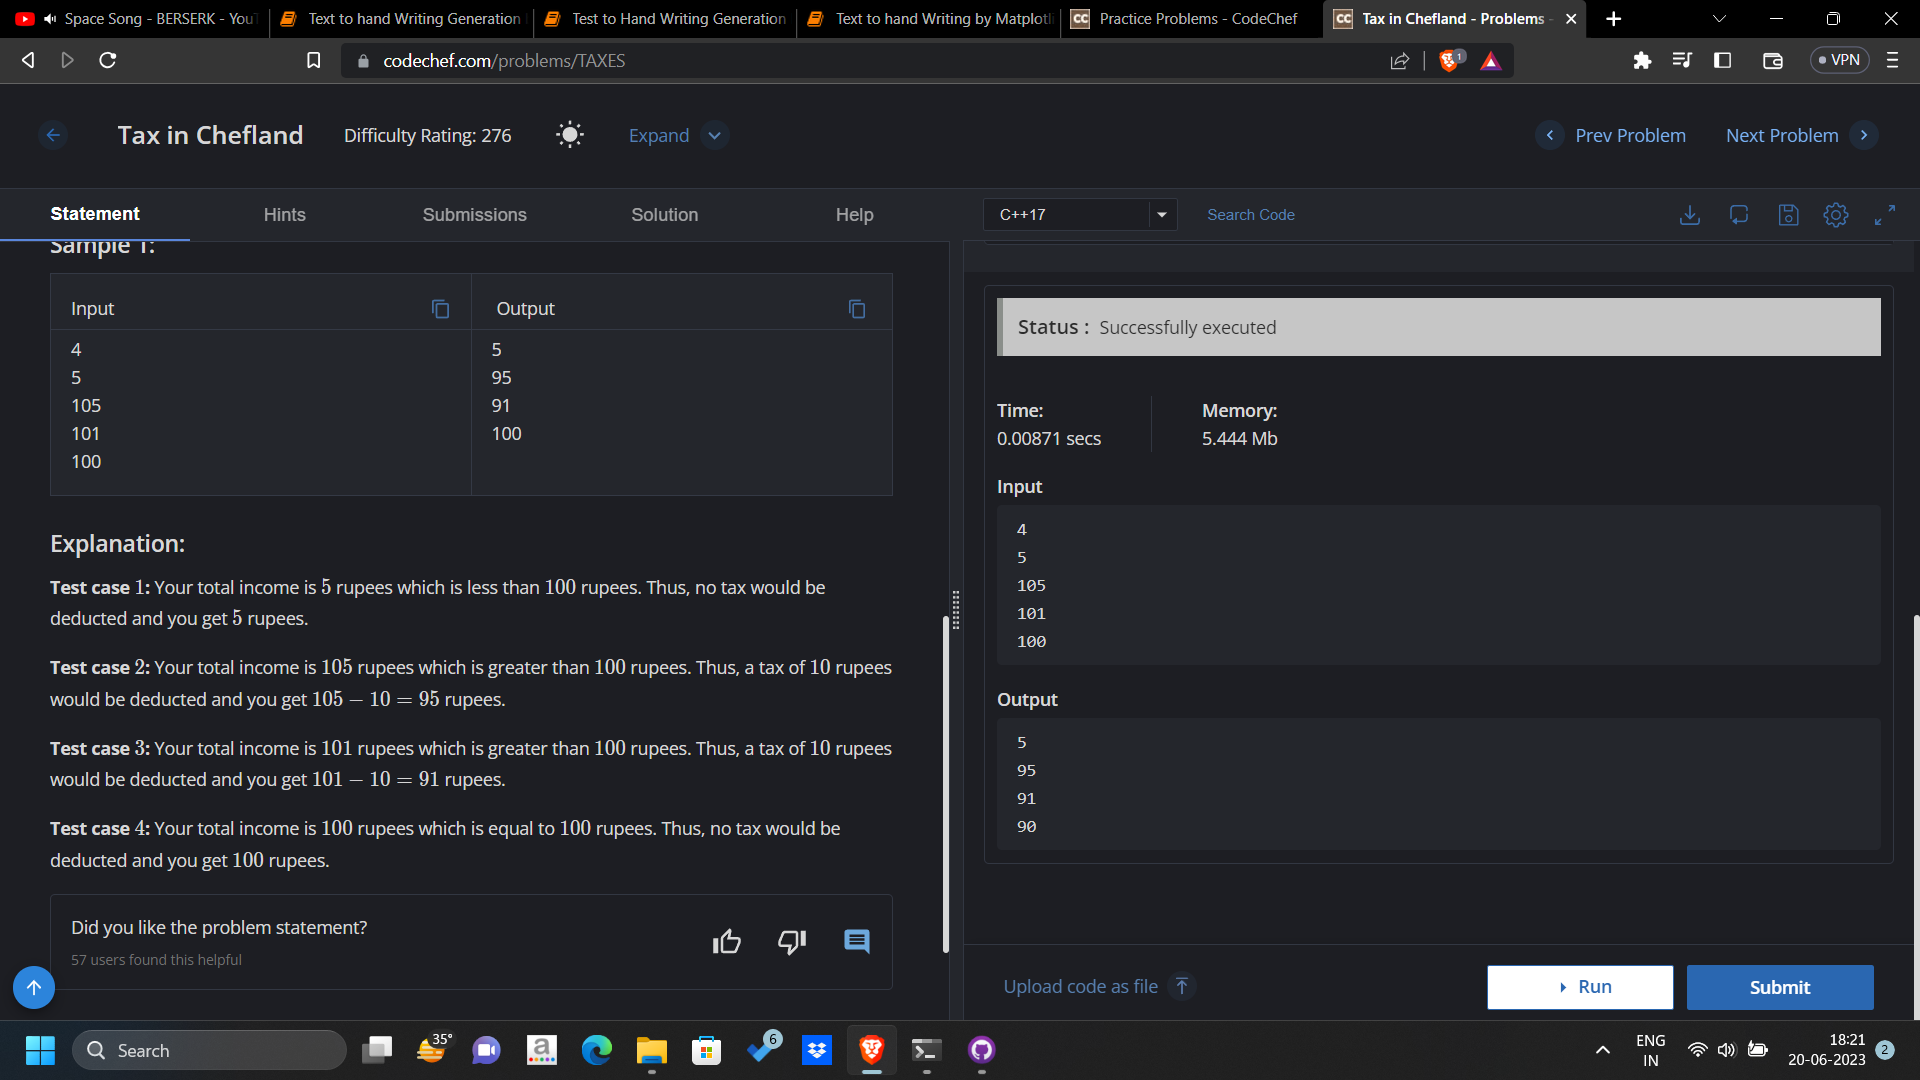 Space Song - BERSERK - You
Text to hand Writing Generation
Test to Hand Writing Generation
Text to hand Writing by Matplotl
CC Practice Problems - CodeChef
CC Tax in Chefland - Problems -
codechef.com/problems/TAXES
1
VPN
Tax in Chefland
Difficulty Rating: 276
Expand
Prev Problem
Next Problem
Statement
Hints
Submissions
Solution
Help
C++17
Search Code
Sample 1:
Input
Output
4
5
105
101
100
5
95
91
100
Explanation:
Test case 1: Your total income is 5 rupees which is less than 100 rupees. Thus, no tax would be
deducted and you get 5 rupees.
Test case 2: Your total income is 105 rupees which is greater than 100 rupees. Thus, a tax of 10 rupees
would be deducted and you get 105 − 10 = 95 rupees.
Test case 3: Your total income is 101 rupees which is greater than 100 rupees. Thus, a tax of 10 rupees
would be deducted and you get 101 − 10 = 91 rupees.
Test case 4: Your total income is 100 rupees which is equal to 100 rupees. Thus, no tax would be
deducted and you get 100 rupees.
Did you like the problem statement?
57 users found this helpful
Status : Successfully executed
Time:
0.00871 secs
Memory:
5.444 Mb
Input
4
5
105
101
100
Output
5
95
91
90
Upload code as file
Run
Submit
Search
35°
a
6
ENG
IN
18:21
20-06-2023
2